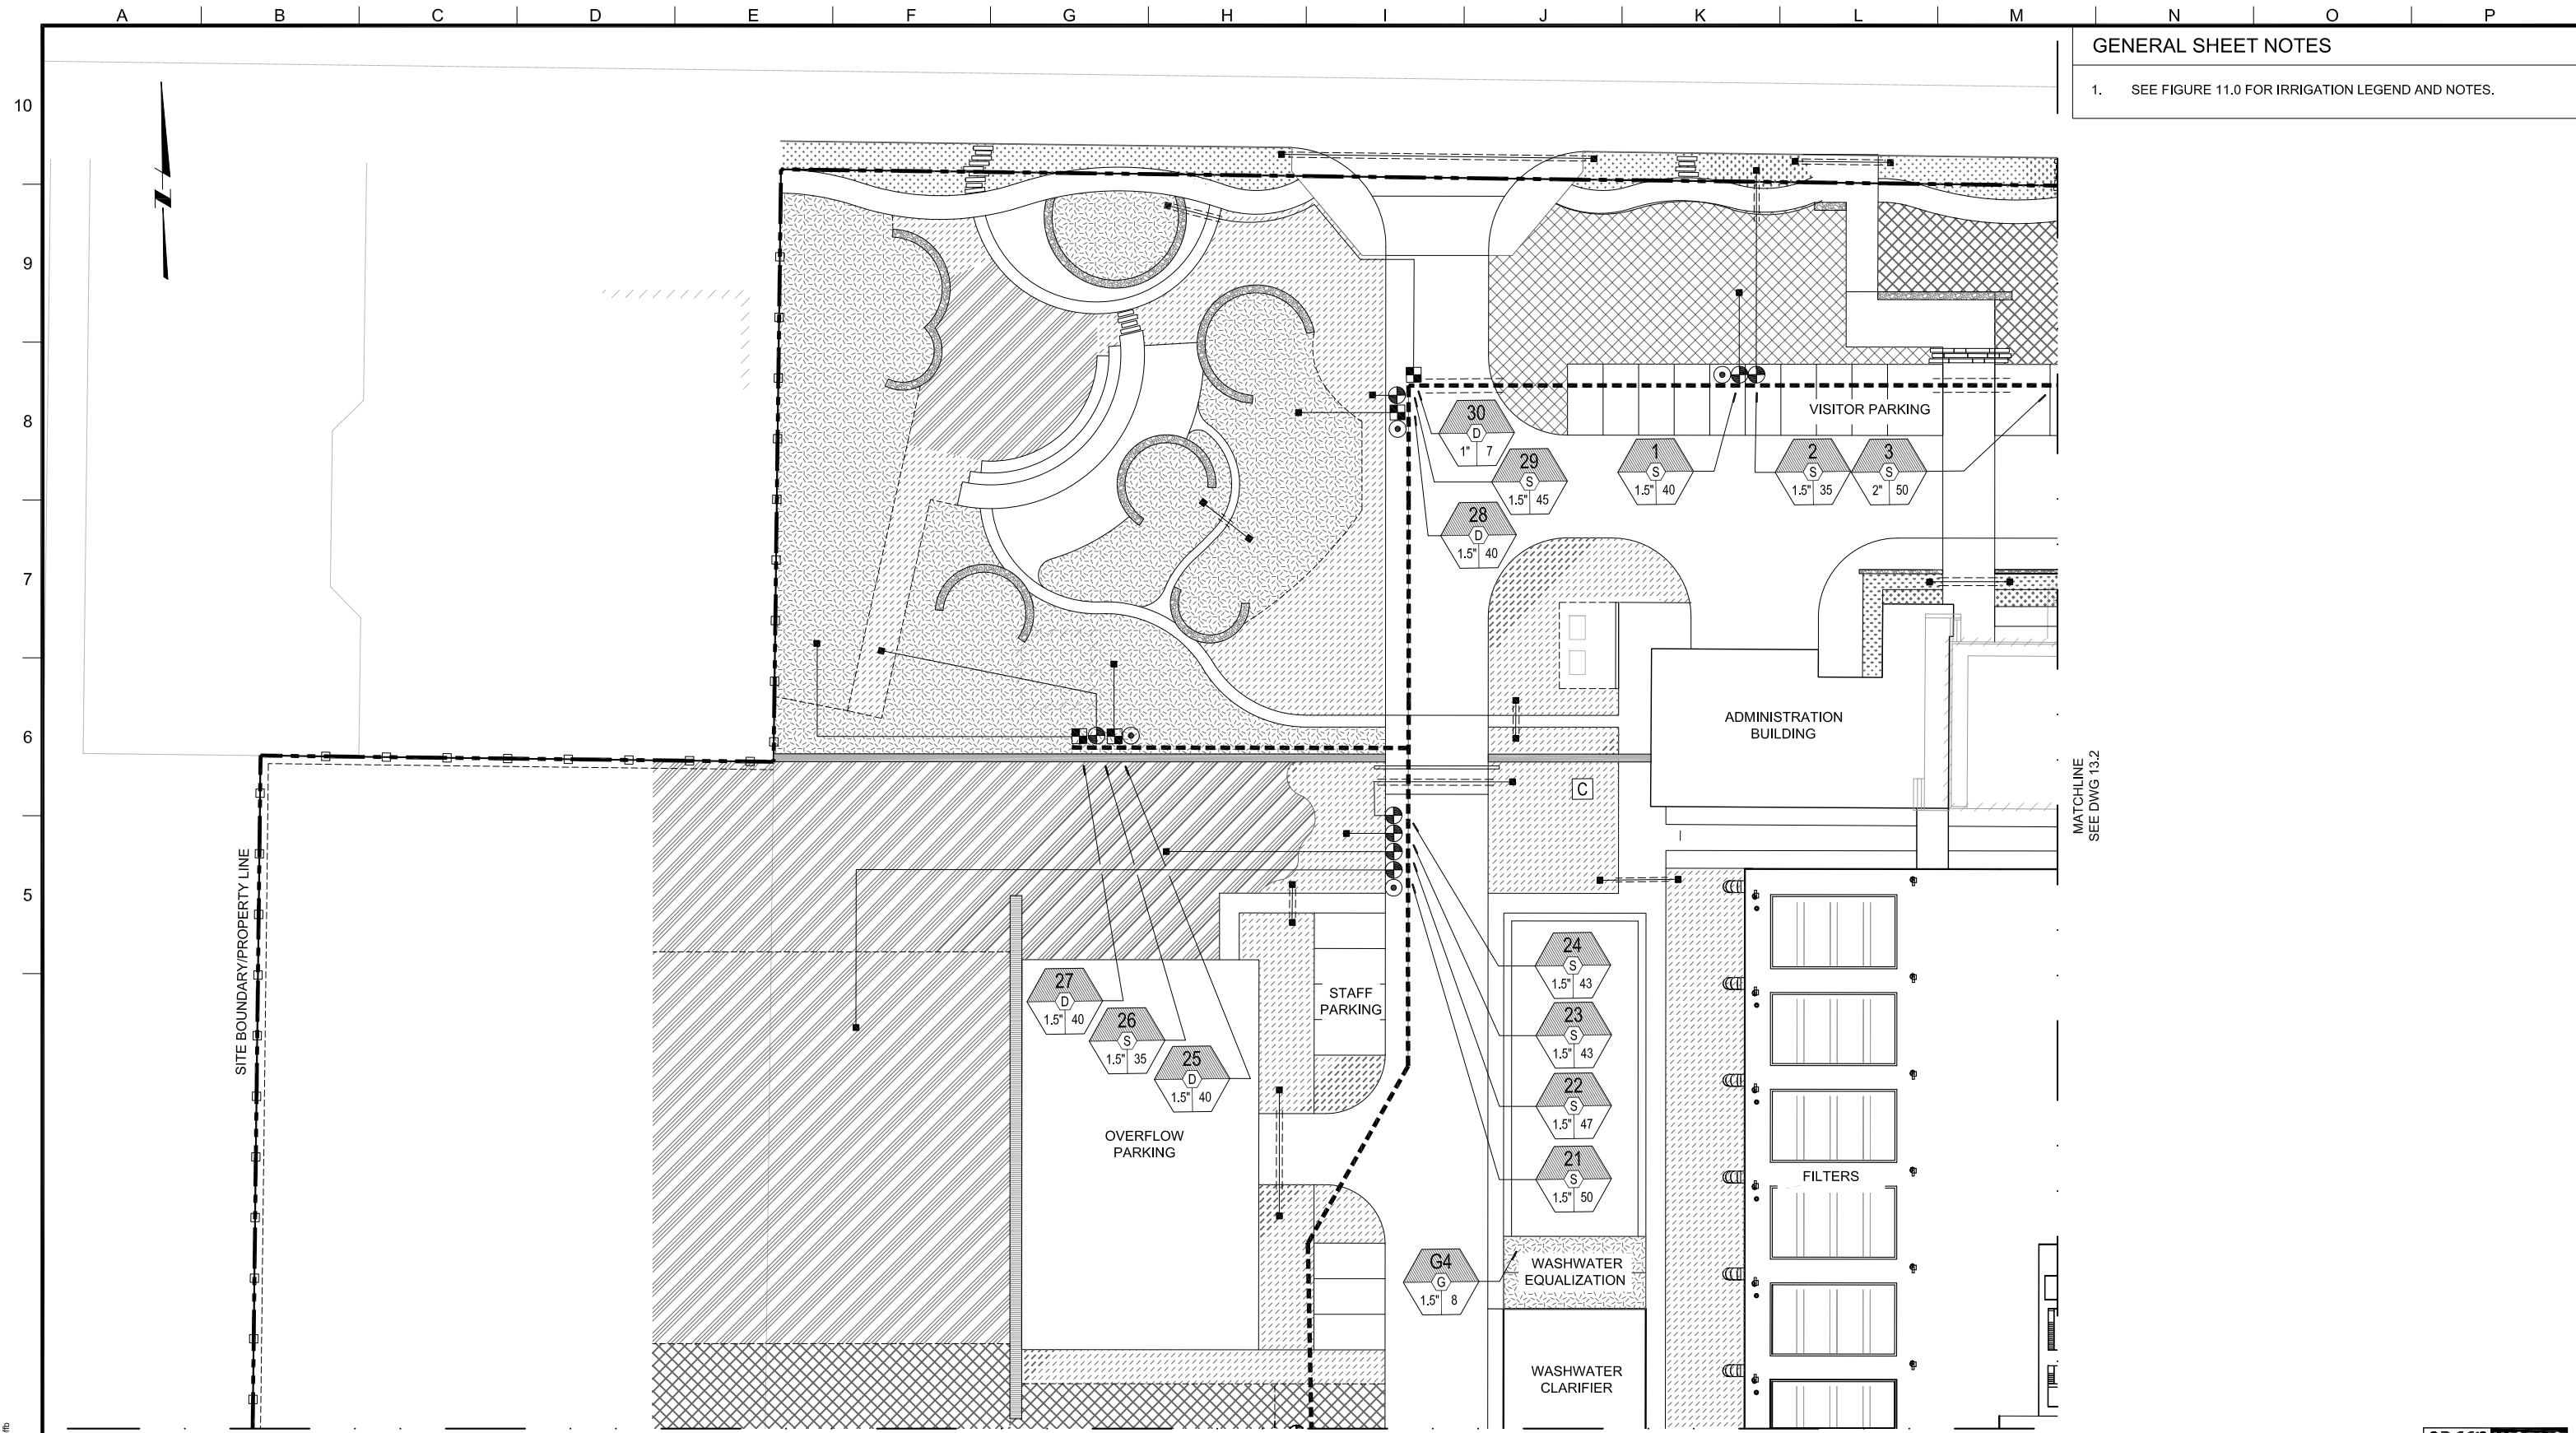 A B C D E F G H I J K L M N O P
GENERAL SHEET NOTES
1. SEE FIGURE 11.0 FOR IRRIGATION LEGEND AND NOTES.
10
9
8
7
6
5
N
30
D
1" 7
29
S
1.5" 45
28
D
1.5" 40
1
S
1.5" 40
2
S
1.5" 35
3
S
2" 50
VISITOR PARKING
ADMINISTRATION
BUILDING
C
MATCHLINE
SEE DWG 13.2
SITE BOUNDARY/PROPERTY LINE
27
D
1.5" 40
26
S
1.5" 35
25
D
1.5" 40
STAFF
PARKING
OVERFLOW
PARKING
24
S
1.5" 43
23
S
1.5" 43
22
S
1.5" 47
21
S
1.5" 50
G4
G
1.5" 8
WASHWATER
EQUALIZATION
WASHWATER
CLARIFIER
FILTERS